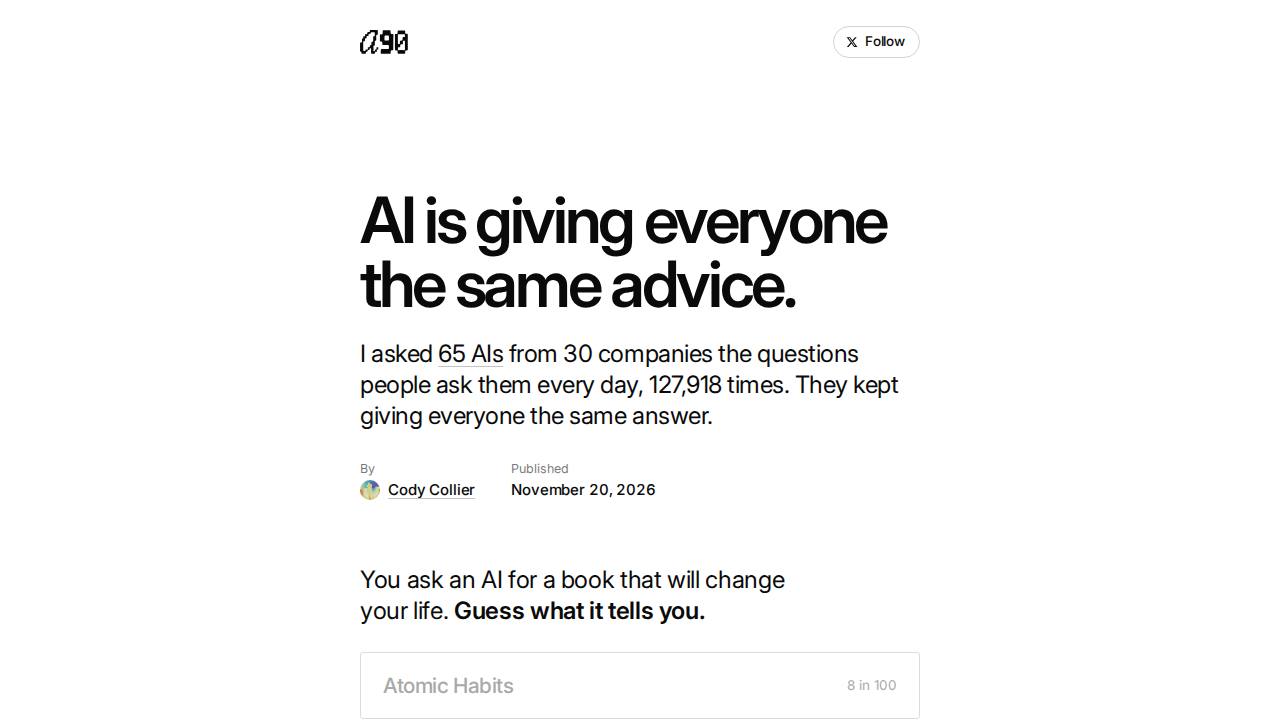 a90
Follow
AI is giving everyone
the same advice.
I asked 65 AIs from 30 companies the questions
people ask them every day, 127,918 times. They kept
giving everyone the same answer.
By
Published
Cody Collier
November 20, 2026
You ask an AI for a book that will change
your life. Guess what it tells you.
Atomic Habits
8 in 100